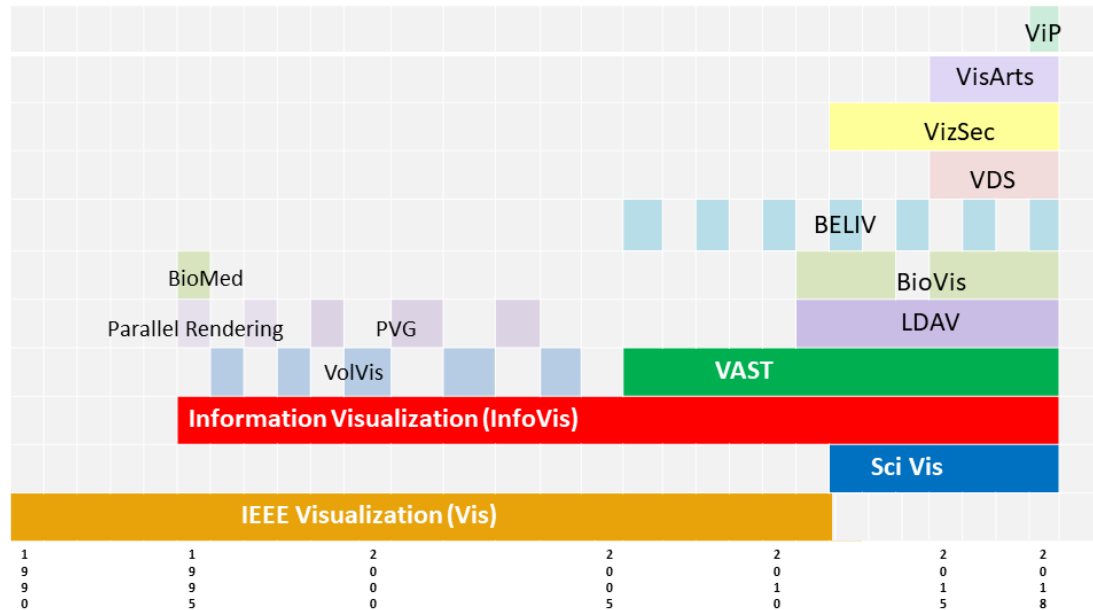 ViP
VisArts
VizSec
VDS
BELIV
BioMed
BioVis
Parallel Rendering
PVG
LDAV
VolVis
VAST
Information Visualization (InfoVis)
Sci Vis
IEEE Visualization (Vis)
1990
1995
2000
2005
2010
2015
2018